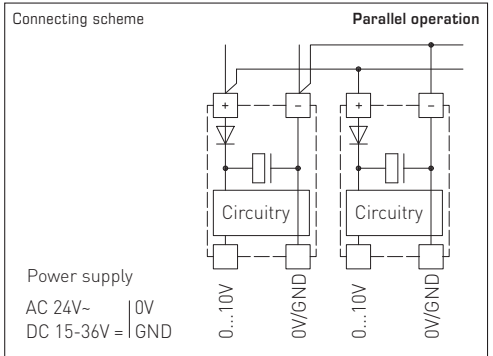 Connecting scheme
Parallel operation
+ − + −
Circuitry Circuitry
Power supply
AC 24V~ | 0V
DC 15-36V = | GND
0...10V
0V/GND
0...10V
0V/GND